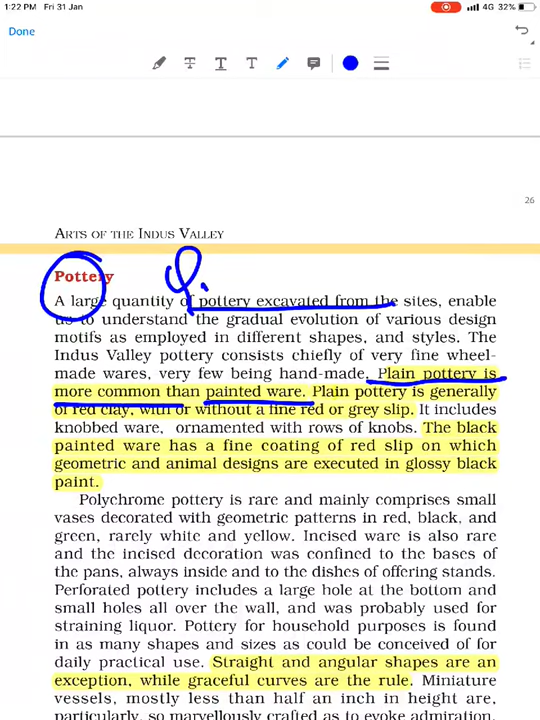 1:22 PM Fri 31 Jan 4G 32%
Done
T T T
26
ARTS OF THE INDUS VALLEY
Pottery
A large quantity of pottery excavated from the sites, enable
us to understand the gradual evolution of various design
motifs as employed in different shapes, and styles. The
Indus Valley pottery consists chiefly of very fine wheel-
made wares, very few being hand-made. Plain pottery is
more common than painted ware. Plain pottery is generally
of red clay, with or without a fine red or grey slip. It includes
knobbed ware, ornamented with rows of knobs. The black
painted ware has a fine coating of red slip on which
geometric and animal designs are executed in glossy black
paint.
Polychrome pottery is rare and mainly comprises small
vases decorated with geometric patterns in red, black, and
green, rarely white and yellow. Incised ware is also rare
and the incised decoration was confined to the bases of
the pans, always inside and to the dishes of offering stands.
Perforated pottery includes a large hole at the bottom and
small holes all over the wall, and was probably used for
straining liquor. Pottery for household purposes is found
in as many shapes and sizes as could be conceived of for
daily practical use. Straight and angular shapes are an
exception, while graceful curves are the rule. Miniature
vessels, mostly less than half an inch in height are,
particularly, so marvellously crafted as to evoke admiration.